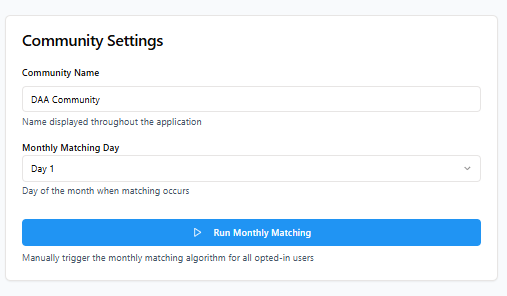 Community Settings
Community Name
DAA Community
Name displayed throughout the application
Monthly Matching Day
Day 1
Day of the month when matching occurs
Run Monthly Matching
Manually trigger the monthly matching algorithm for all opted-in users